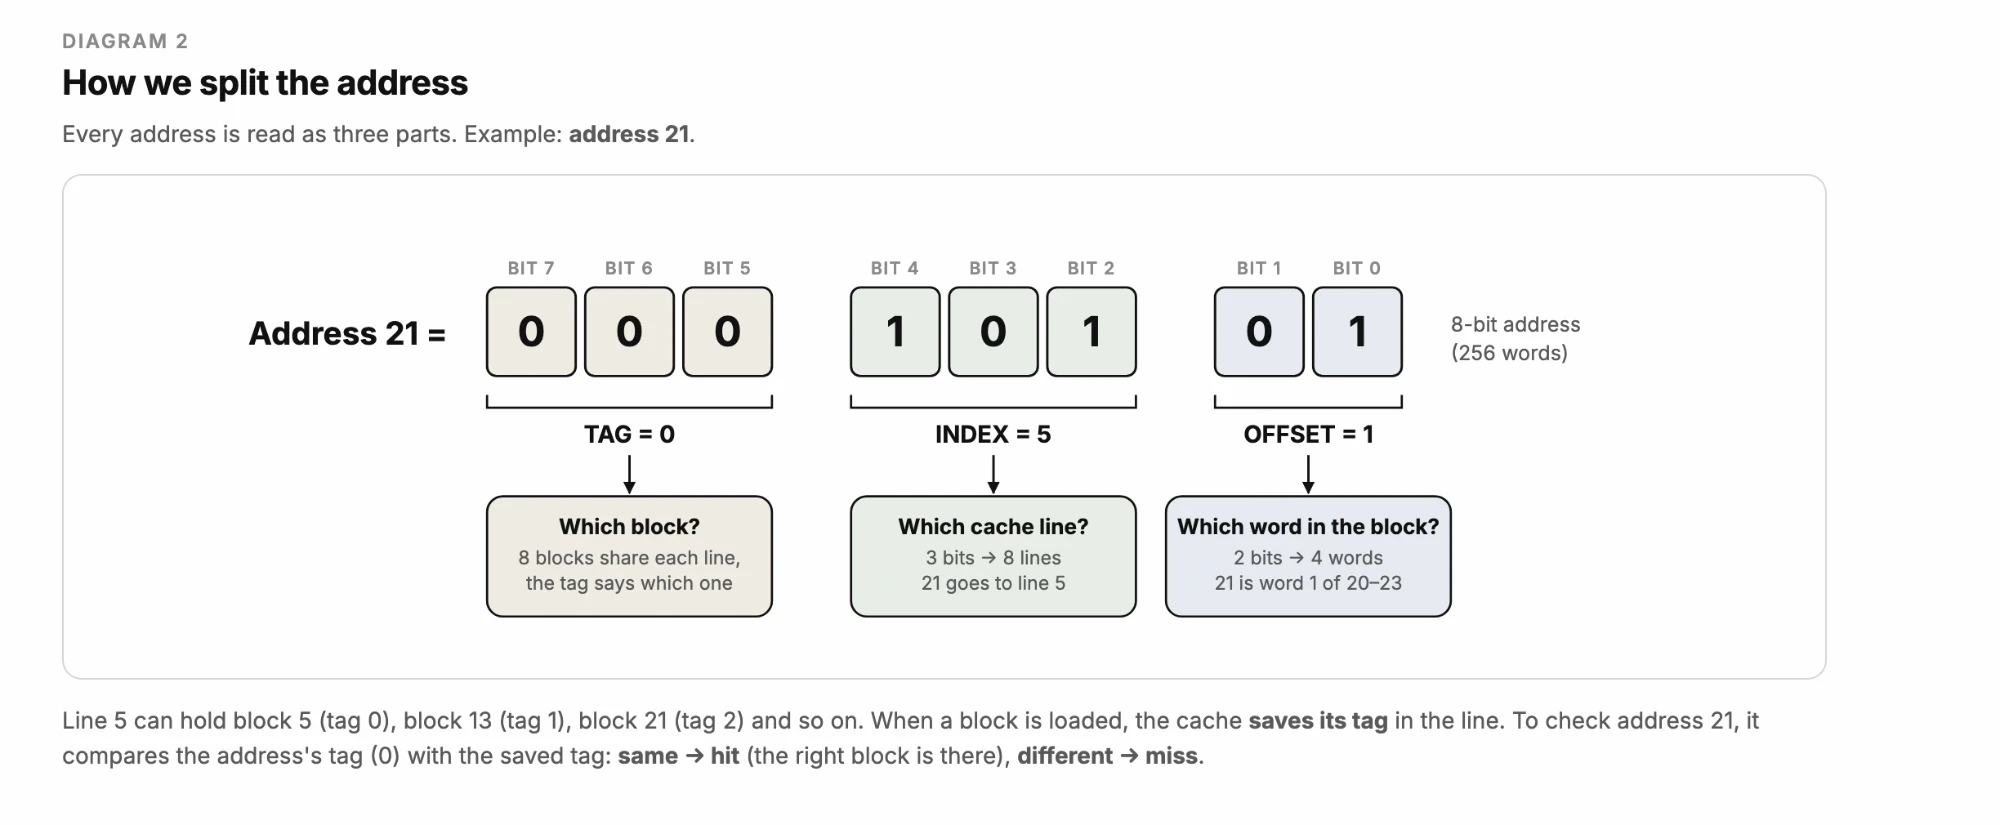 DIAGRAM 2
How we split the address
Every address is read as three parts. Example: address 21.
BIT 7 BIT 6 BIT 5 BIT 4 BIT 3 BIT 2 BIT 1 BIT 0
Address 21 = 0 0 0 1 0 1 0 1
8-bit address
(256 words)
TAG = 0 INDEX = 5 OFFSET = 1
Which block?
8 blocks share each line,
the tag says which one
Which cache line?
3 bits → 8 lines
21 goes to line 5
Which word in the block?
2 bits → 4 words
21 is word 1 of 20–23
Line 5 can hold block 5 (tag 0), block 13 (tag 1), block 21 (tag 2) and so on. When a block is loaded, the cache saves its tag in the line. To check address 21, it
compares the address's tag (0) with the saved tag: same → hit (the right block is there), different → miss.